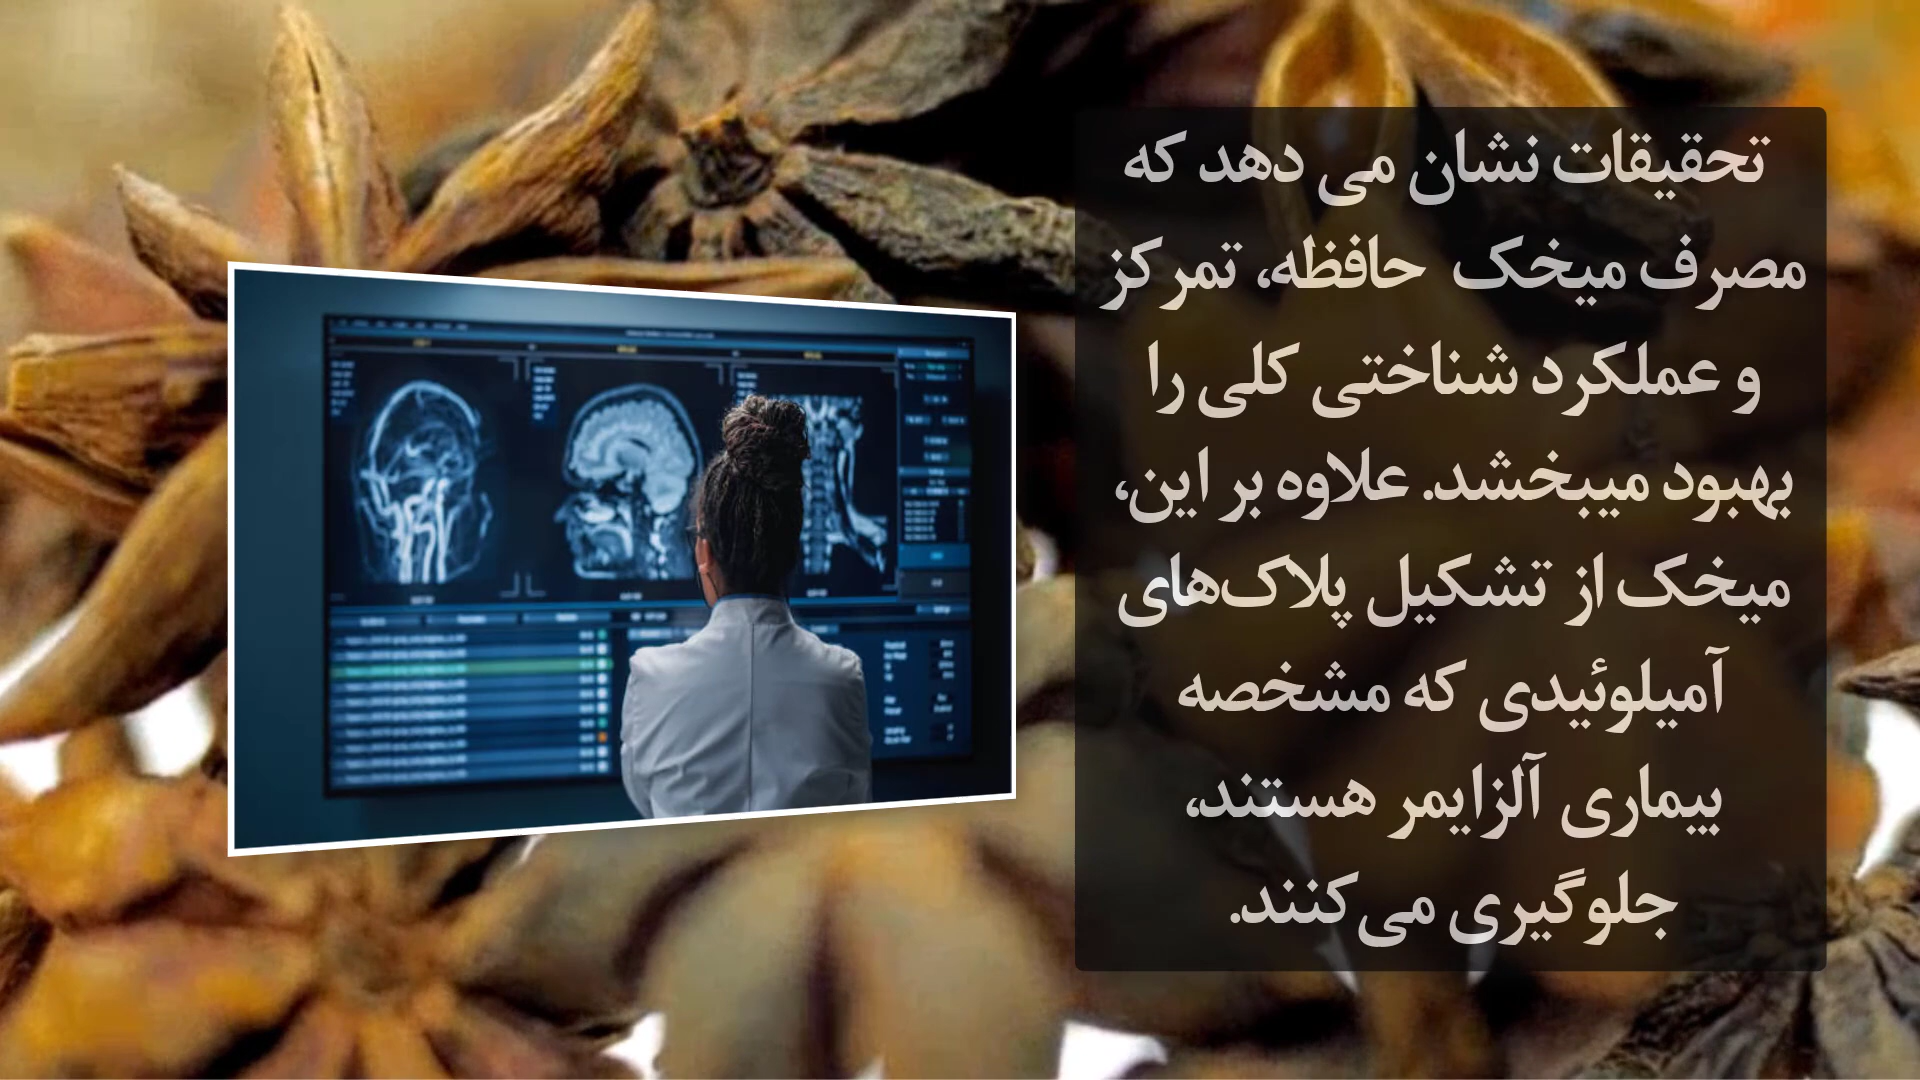 تحقیقات نشان می دهد که
مصرف میخک حافظه، تمرکز
و عملکرد شناختی کلی را
بهبود میبخشد. علاوه بر این،
میخک از تشکیل پلاک‌های
آمیلوئیدی که مشخصه
بیماری آلزایمر هستند،
جلوگیری می‌کنند.